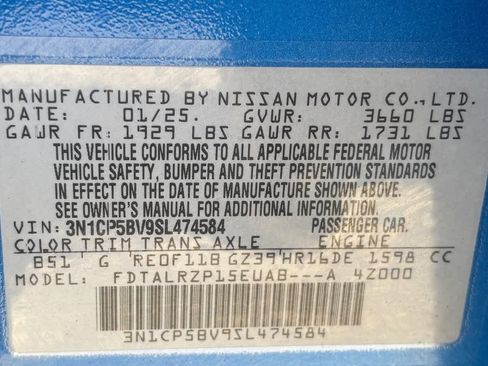 MANUFACTURED BY NISSAN MOTOR CO., LTD.
DATE: 01/25. GVWR: 3660 LBS
GAWR FR: 1929 LBS GAWR RR: 1731 LBS
THIS VEHICLE CONFORMS TO ALL APPLICABLE FEDERAL MOTOR
VEHICLE SAFETY, BUMPER AND THEFT PREVENTION STANDARDS
IN EFFECT ON THE DATE OF MANUFACTURE SHOWN ABOVE.
SEE OWNER'S MANUAL FOR ADDITIONAL INFORMATION.
VIN: 3N1CP5BV9SL474584 PASSENGER CAR.
COLOR TRIM TRANS AXLE ENGINE
B51 G RE0F11B GZ39 HR16DE 1598 CC
MODEL: FDTALRZP15EUAB---A 4Z000
3N1CP5BV9SL474584